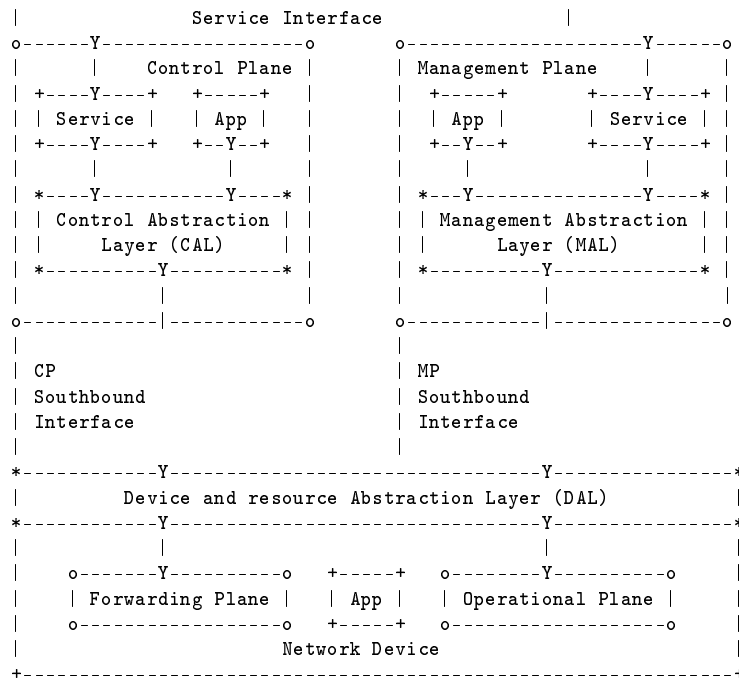 |                   Service Interface                    |
o------Y------------------o       o---------------------Y------o
|      |    Control Plane |       | Management Plane    |      |
| +----Y----+   +-----+   |       |  +-----+       +----Y----+ |
| | Service |   | App |   |       |  | App |       | Service | |
| +----Y----+   +--Y--+   |       |  +--Y--+       +----Y----+ |
|      |           |      |       |     |               |      |
| *----Y-----------Y----* |       | *---Y---------------Y----* |
| | Control Abstraction | |       | | Management Abstraction | |
| |     Layer (CAL)     | |       | |      Layer (MAL)       | |
| *----------Y----------* |       | *----------Y-------------* |
|            |            |       |            |               |
o------------|------------o       o------------|---------------o
|                                 |
| CP                              | MP
| Southbound                      | Southbound
| Interface                       | Interface
|                                 |
*------------Y---------------------------------Y----------------*
|         Device and resource Abstraction Layer (DAL)           |
*------------Y---------------------------------Y----------------*
|            |                                 |                |
|    o-------Y----------o   +-----+   o--------Y----------o     |
|    | Forwarding Plane |   | App |   | Operational Plane |     |
|    o------------------o   +-----+   o-------------------o     |
|                       Network Device                          |
+---------------------------------------------------------------+